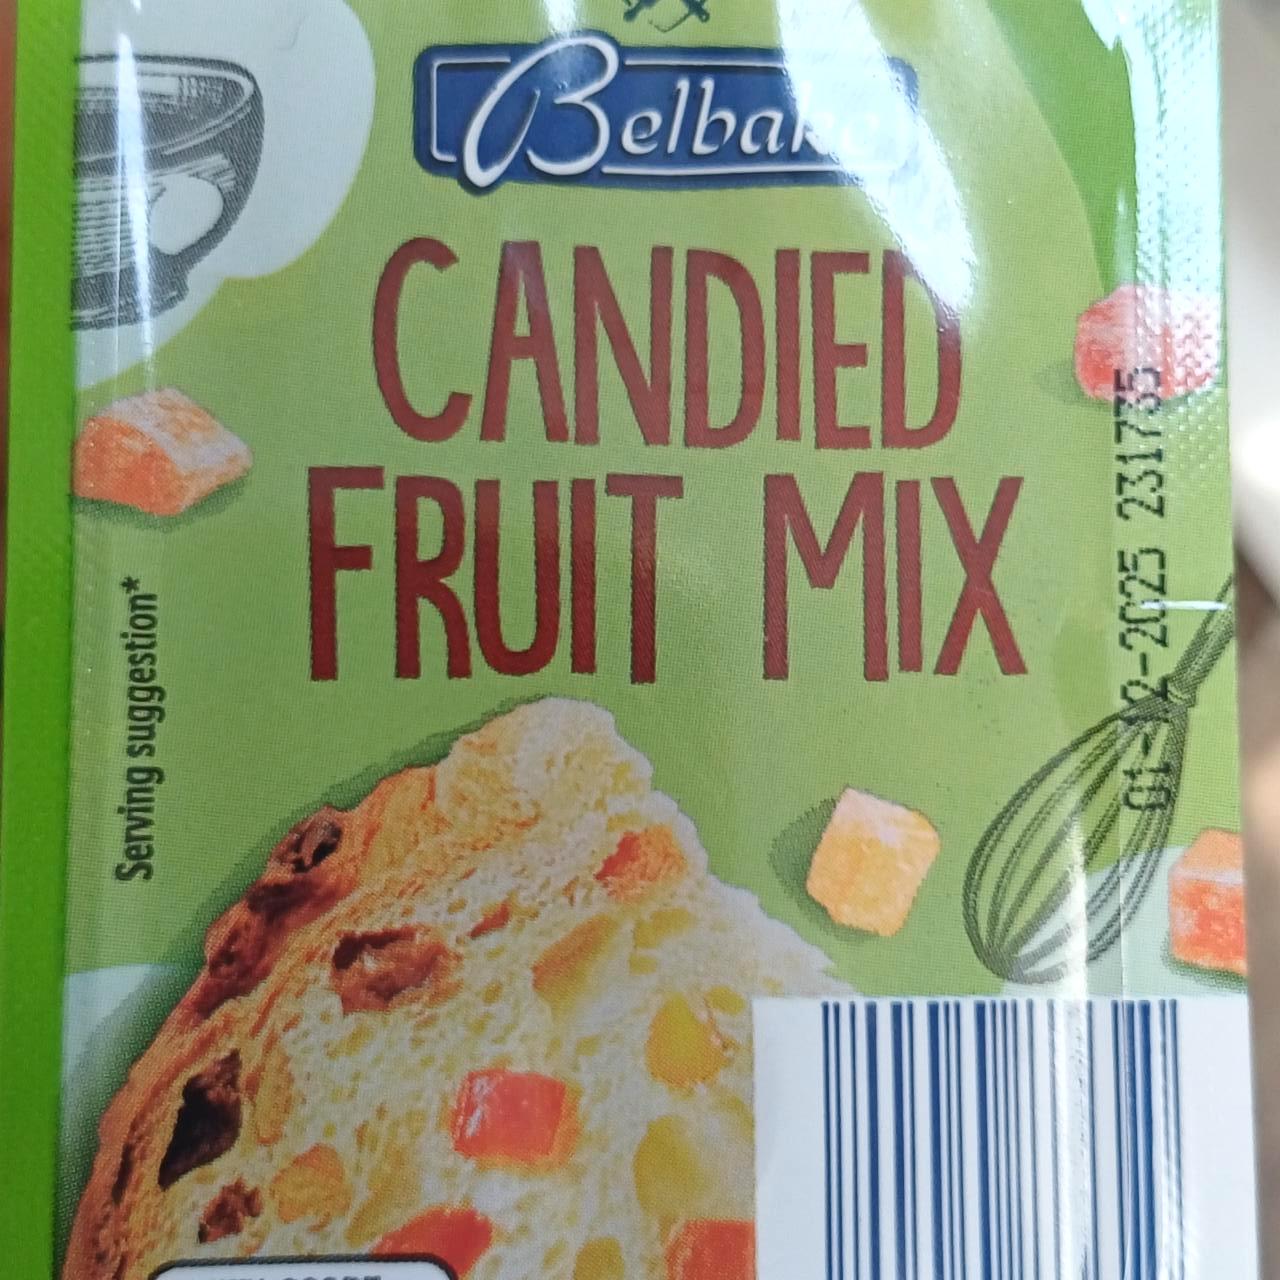 Belbake
CANDIED
FRUIT MIX
Serving suggestion*
01-12-2025 231735